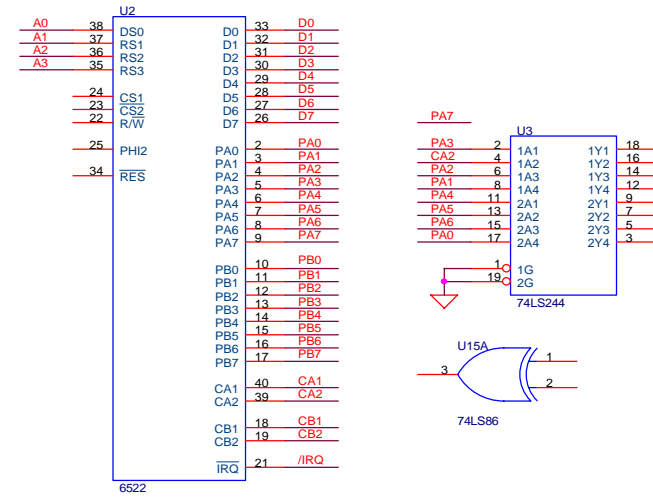 U2
A0 38 DS0 D0 33 D0
A1 37 RS1 D1 32 D1
A2 36 RS2 D2 31 D2
A3 35 RS3 D3 30 D3
D4 29 D4
24 CS1 D5 28 D5
23 CS2 D6 27 D6
22 R/W D7 26 D7
25 PHI2 PA0 2 PA0
PA1 3 PA1
34 RES PA2 4 PA2
PA3 5 PA3
PA4 6 PA4
PA5 7 PA5
PA6 8 PA6
PA7 9 PA7
PB0 10 PB0
PB1 11 PB1
PB2 12 PB2
PB3 13 PB3
PB4 14 PB4
PB5 15 PB5
PB6 16 PB6
PB7 17 PB7
CA1 40 CA1
CA2 39 CA2
CB1 18 CB1
CB2 19 CB2
IRQ 21 /IRQ
6522
PA7
U3
PA3 2 1A1 1Y1 18
CA2 4 1A2 1Y2 16
PA2 6 1A3 1Y3 14
PA1 8 1A4 1Y4 12
PA4 11 2A1 2Y1 9
PA5 13 2A2 2Y2 7
PA6 15 2A3 2Y3 5
PA0 17 2A4 2Y4 3
1 1G
19 2G
74LS244
U15A
1
3
2
74LS86